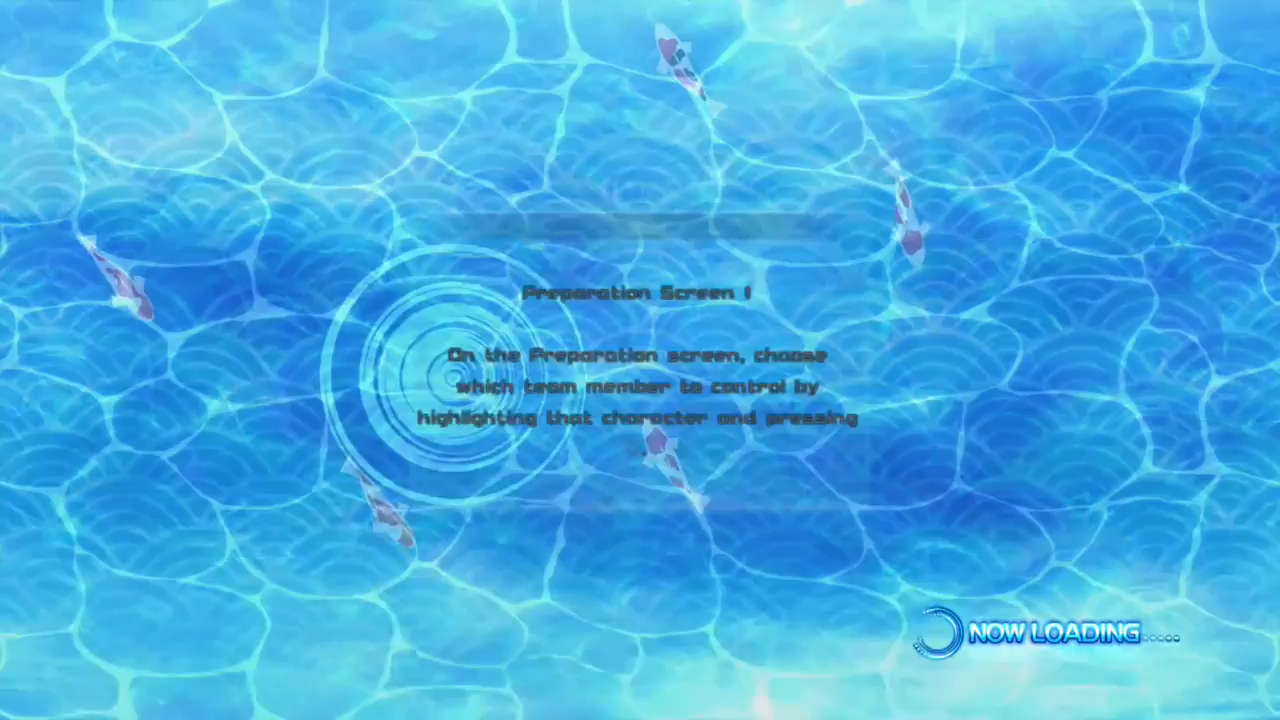 Preparation Screen 1
On the Preparation screen, choose
which team member to control by
highlighting that character and pressing
NOW LOADING.....